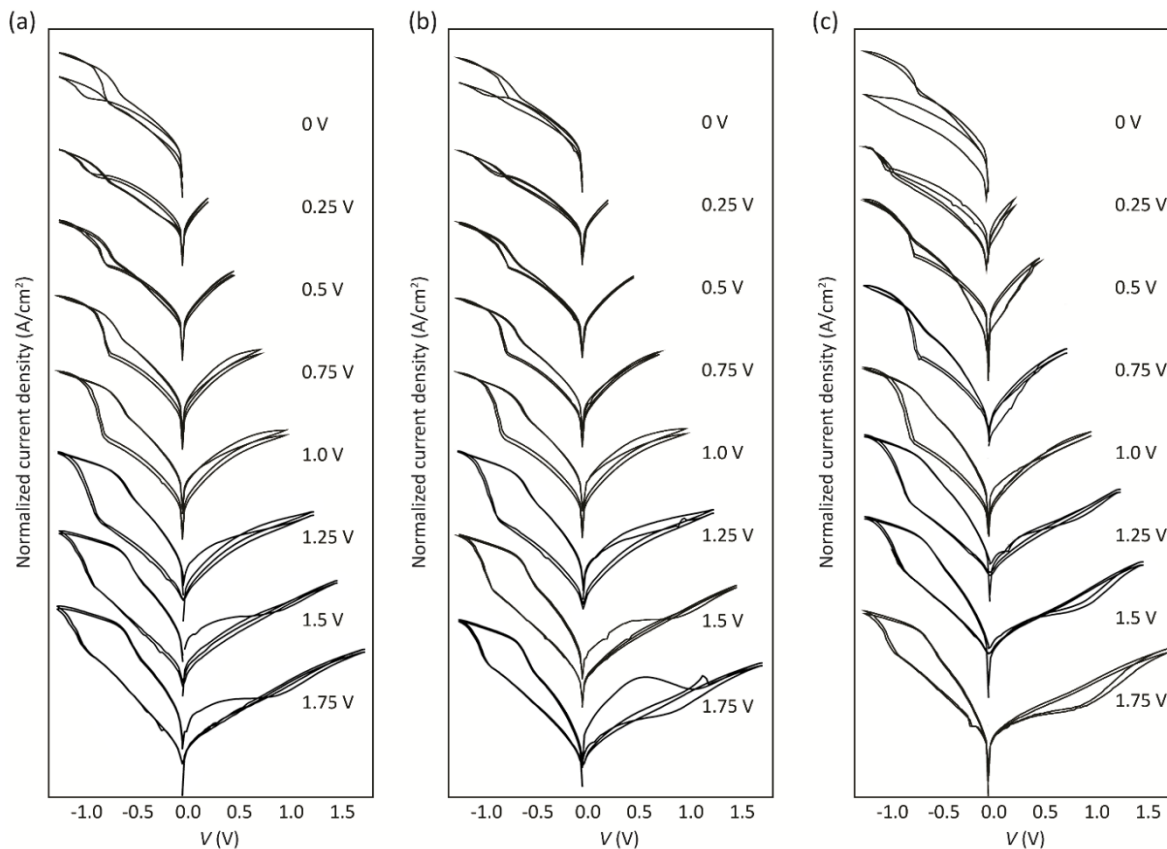 (a)
Normalized current density (A/cm²)
0 V
0.25 V
0.5 V
0.75 V
1.0 V
1.25 V
1.5 V
1.75 V
-1.0 -0.5 0.0 0.5 1.0 1.5
V (V)
(b)
Normalized current density (A/cm²)
0 V
0.25 V
0.5 V
0.75 V
1.0 V
1.25 V
1.5 V
1.75 V
-1.0 -0.5 0.0 0.5 1.0 1.5
V (V)
(c)
Normalized current density (A/cm²)
0 V
0.25 V
0.5 V
0.75 V
1.0 V
1.25 V
1.5 V
1.75 V
-1.0 -0.5 0.0 0.5 1.0 1.5
V (V)